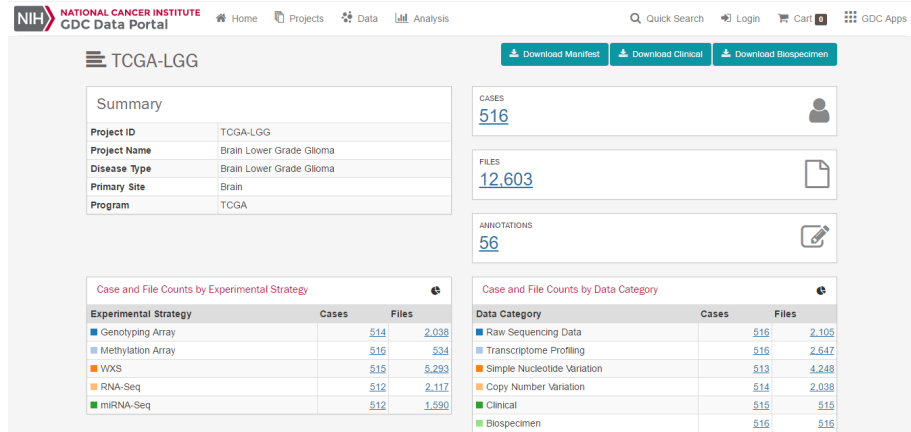 NIH NATIONAL CANCER INSTITUTE GDC Data Portal Home Projects Data Analysis Quick Search Login Cart 0 GDC Apps
TCGA-LGG
Download Manifest Download Clinical Download Biospecimen
Summary
Project ID TCGA-LGG
Project Name Brain Lower Grade Glioma
Disease Type Brain Lower Grade Glioma
Primary Site Brain
Program TCGA
CASES
516
FILES
12,603
ANNOTATIONS
56
Case and File Counts by Experimental Strategy
Experimental Strategy Cases Files
Genotyping Array 514 2,038
Methylation Array 516 534
WXS 515 5,293
RNA-Seq 512 2,117
miRNA-Seq 512 1,590
Case and File Counts by Data Category
Data Category Cases Files
Raw Sequencing Data 516 2,105
Transcriptome Profiling 516 2,647
Simple Nucleotide Variation 513 4,248
Copy Number Variation 514 2,038
Clinical 515 515
Biospecimen 516 516